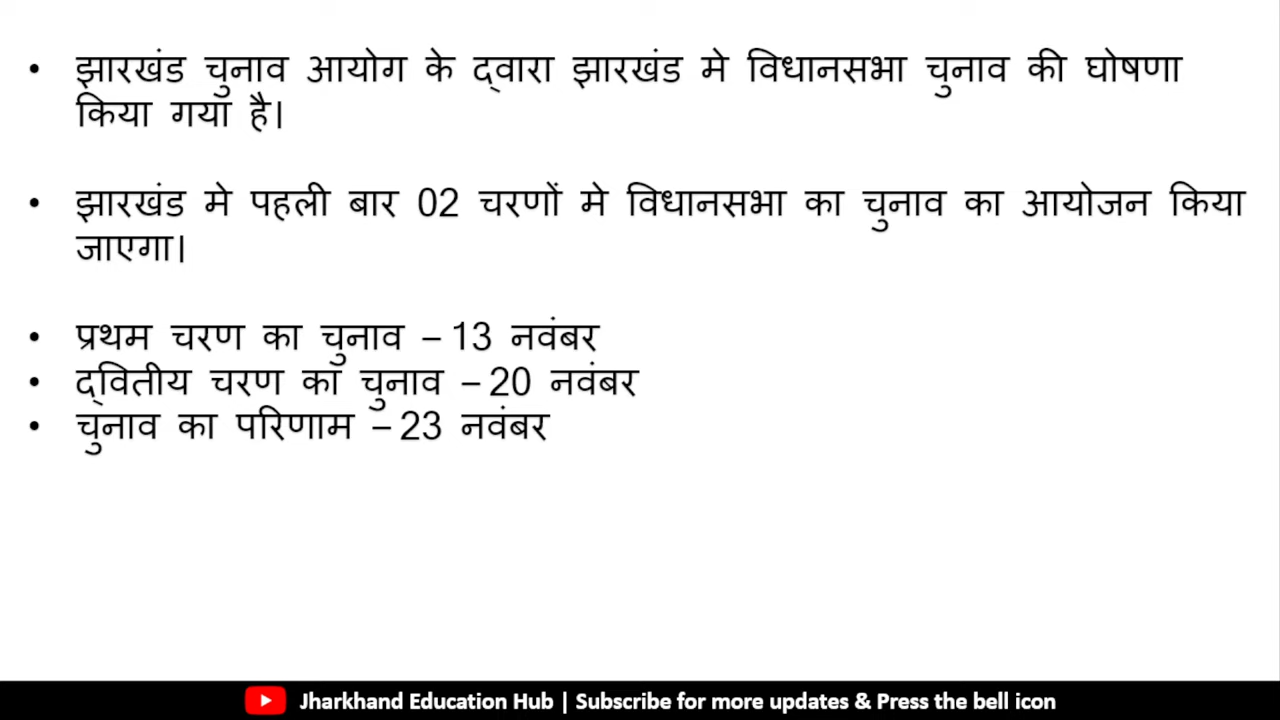 • झारखंड चुनाव आयोग के द्वारा झारखंड मे विधानसभा चुनाव की घोषणा
किया गया है।
• झारखंड मे पहली बार 02 चरणों मे विधानसभा का चुनाव का आयोजन किया
जाएगा।
• प्रथम चरण का चुनाव – 13 नवंबर
• द्वितीय चरण का चुनाव – 20 नवंबर
• चुनाव का परिणाम – 23 नवंबर
Jharkhand Education Hub | Subscribe for more updates & Press the bell icon